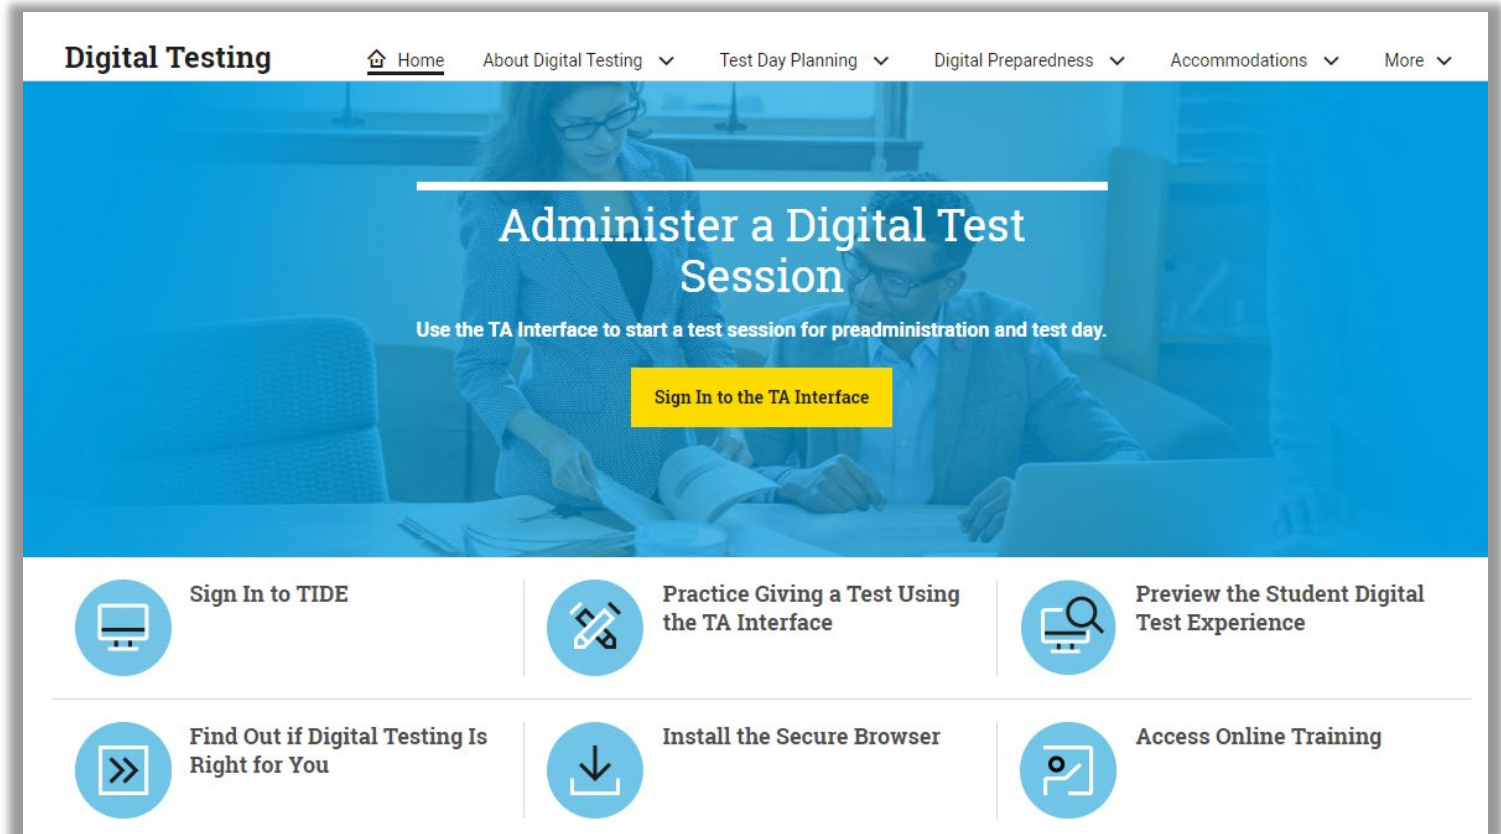 Digital Testing
Home
About Digital Testing
Test Day Planning
Digital Preparedness
Accommodations
More
Administer a Digital Test
Session
Use the TA Interface to start a test session for preadministration and test day.
Sign In to the TA Interface
Sign In to TIDE
Practice Giving a Test Using
the TA Interface
Preview the Student Digital
Test Experience
Find Out if Digital Testing Is
Right for You
Install the Secure Browser
Access Online Training